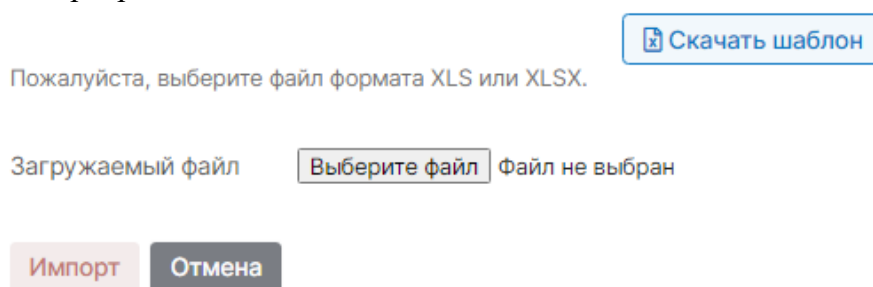 Скачать шаблон
Пожалуйста, выберите файл формата XLS или XLSX.
Загружаемый файл Выберите файл Файл не выбран
Импорт Отмена